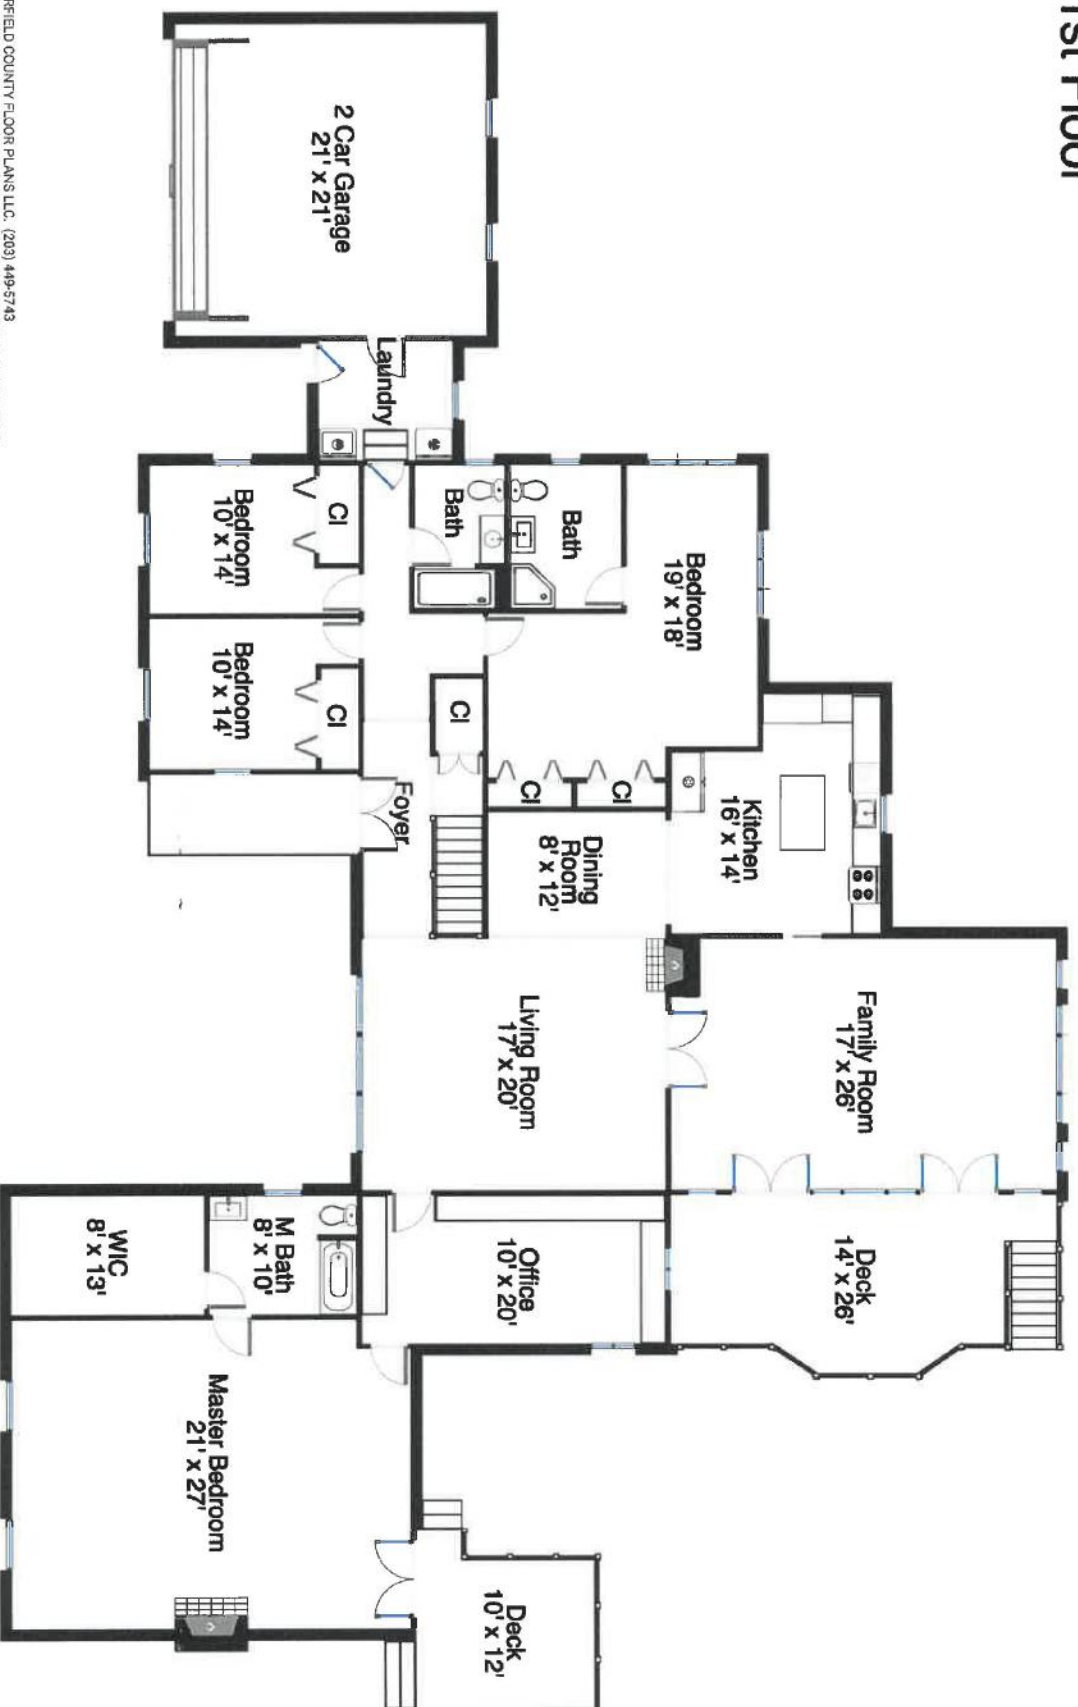 1st Floor
2 Car Garage
21' x 21'
Laundry
Bedroom
10' x 14'
Cl
Bath
Bath
Bedroom
19' x 18'
Bedroom
10' x 14'
Cl
Cl
Cl
Cl
Foyer
Kitchen
16' x 14'
Dining
Room
8' x 12'
Living Room
17' x 20'
Family Room
17' x 26'
Deck
14' x 26'
Office
10' x 20'
M Bath
8' x 10'
WIC
8' x 13'
Master Bedroom
21' x 27'
Deck
10' x 12'
RFIELD COUNTY FLOOR PLANS LLC. (203) 449-5743